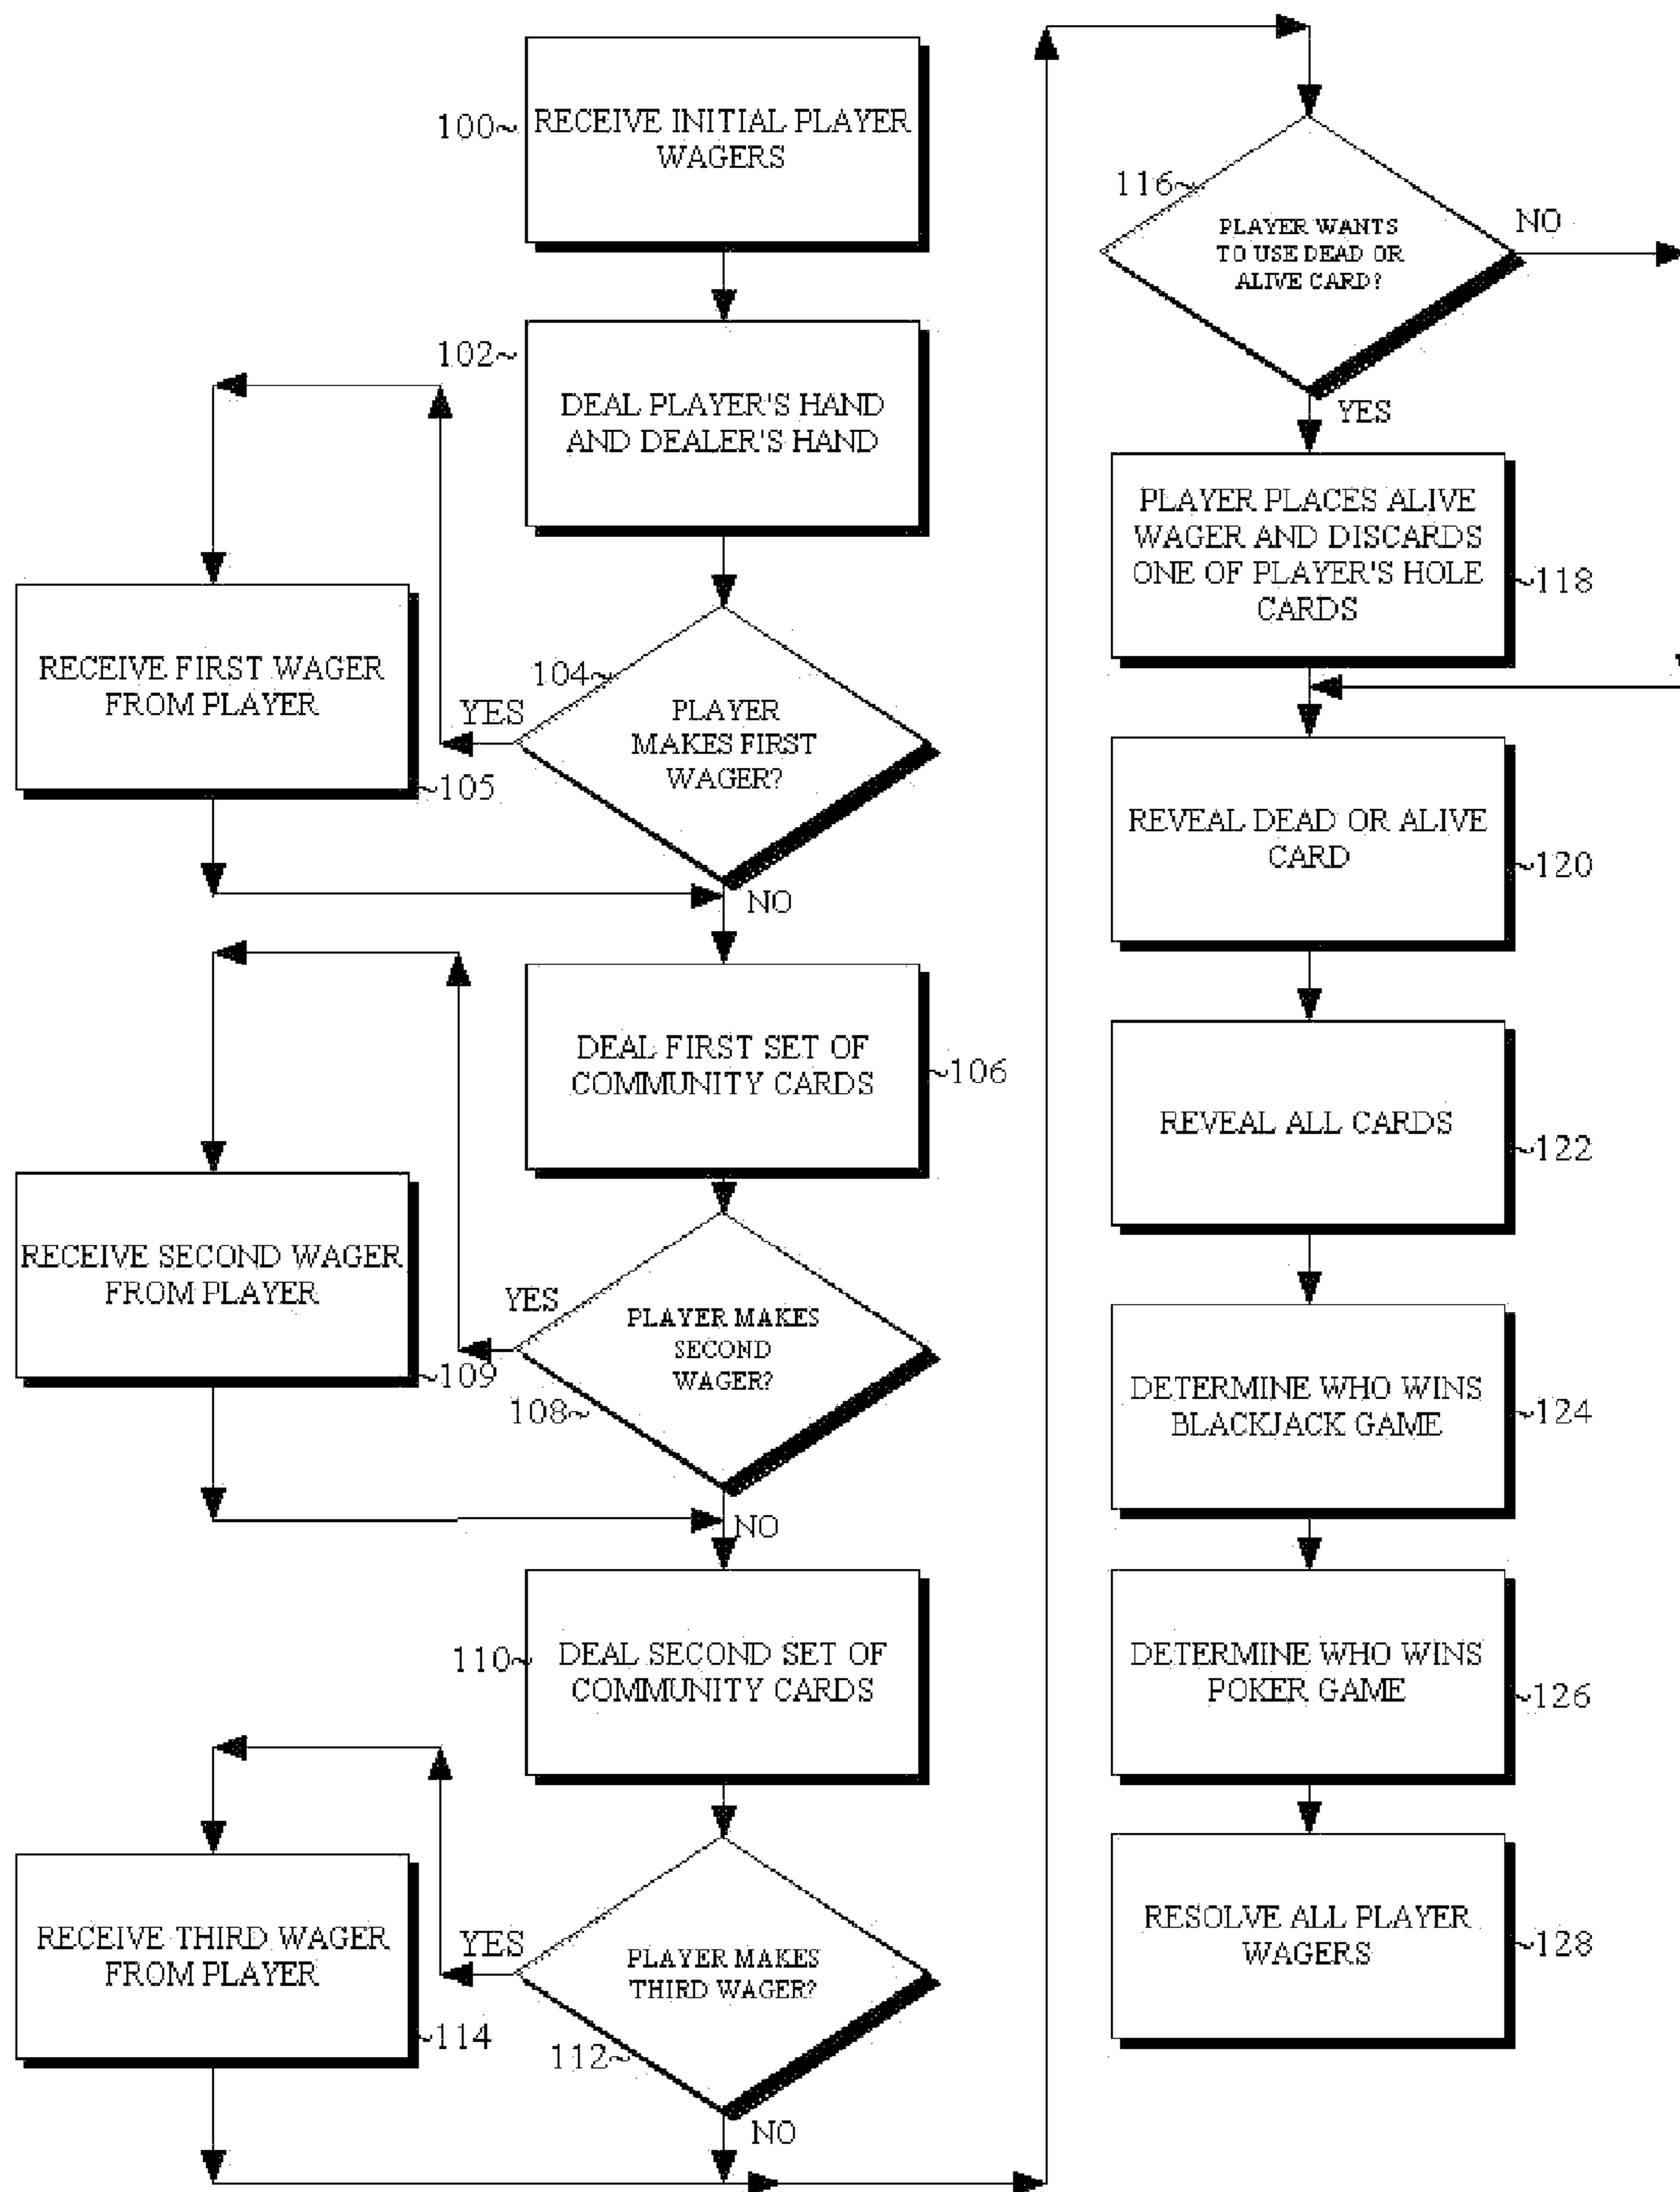 100~
RECEIVE INITIAL PLAYER
WAGERS
102~
DEAL PLAYER'S HAND
AND DEALER'S HAND
RECEIVE FIRST WAGER
FROM PLAYER
~105
104~
YES
PLAYER
MAKES FIRST
WAGER?
NO
DEAL FIRST SET OF
COMMUNITY CARDS
~106
RECEIVE SECOND WAGER
FROM PLAYER
~109
YES
PLAYER MAKES
SECOND
WAGER?
108~
NO
110~
DEAL SECOND SET OF
COMMUNITY CARDS
RECEIVE THIRD WAGER
FROM PLAYER
~114
YES
PLAYER MAKES
THIRD WAGER?
112~
NO
116~
PLAYER WANTS
TO USE DEAD OR
ALIVE CARD?
NO
YES
PLAYER PLACES ALIVE
WAGER AND DISCARDS
ONE OF PLAYER'S HOLE
CARDS
~118
REVEAL DEAD OR ALIVE
CARD
~120
REVEAL ALL CARDS
~122
DETERMINE WHO WINS
BLACKJACK GAME
~124
DETERMINE WHO WINS
POKER GAME
~126
RESOLVE ALL PLAYER
WAGERS
~128